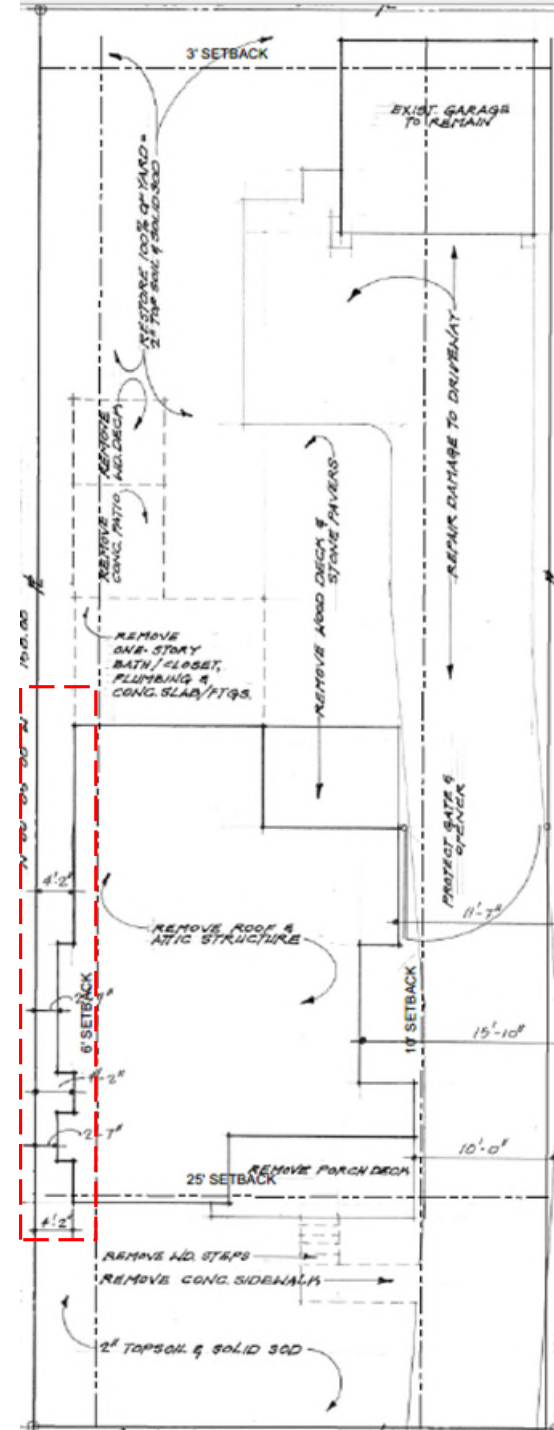 3' SETBACK
EXIST. GARAGE
TO REMAIN
RESTORE 100% OF YARD =
2" TOP SOIL & SOLID SOD
REMOVE
WD. DECK
REMOVE
CONC. PATIO
REMOVE WOOD DECK &
STONE PAVERS
REPAIR DAMAGE TO DRIVEWAY
REMOVE
ONE-STORY
BATH/CLOSET,
PLUMBING &
CONC. SLAB/FTGS.
PROTECT GATE &
OPENER
4'-2"
11'-7"
REMOVE ROOF &
ATTIC STRUCTURE
6' SETBACK
10' SETBACK
15'-10"
4'-2"
2'-7"
10'-0"
25' SETBACK
REMOVE PORCH DECK
4'-2"
REMOVE WD. STEPS
REMOVE CONC. SIDEWALK
2" TOPSOIL & SOLID SOD